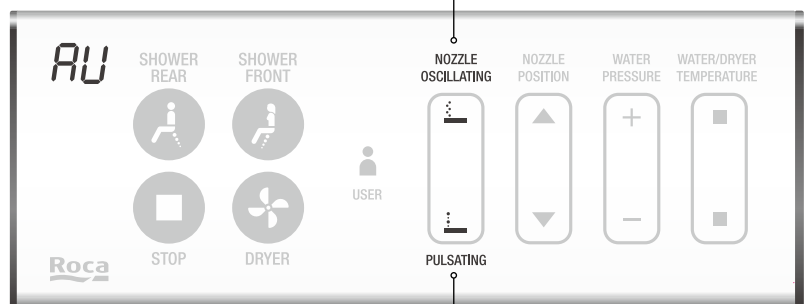 AU
SHOWER
REAR
SHOWER
FRONT
NOZZLE
OSCILLATING
NOZZLE
POSITION
WATER
PRESSURE
WATER/DRYER
TEMPERATURE
+
USER
−
STOP
DRYER
PULSATING
Roca